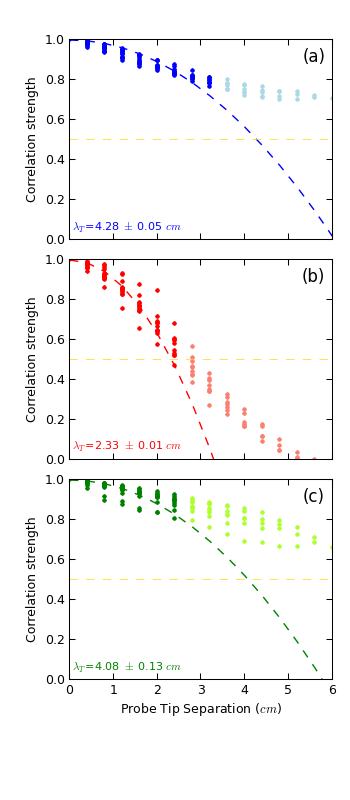 1.0
(a)
0.8
0.6
0.4
0.2
0.0
Correlation strength
λ_T=4.28 ± 0.05 cm
1.0
(b)
0.8
0.6
0.4
0.2
0.0
Correlation strength
λ_T=2.33 ± 0.01 cm
1.0
(c)
0.8
0.6
0.4
0.2
0.0
Correlation strength
λ_T=4.08 ± 0.13 cm
0 1 2 3 4 5 6
Probe Tip Separation (cm)